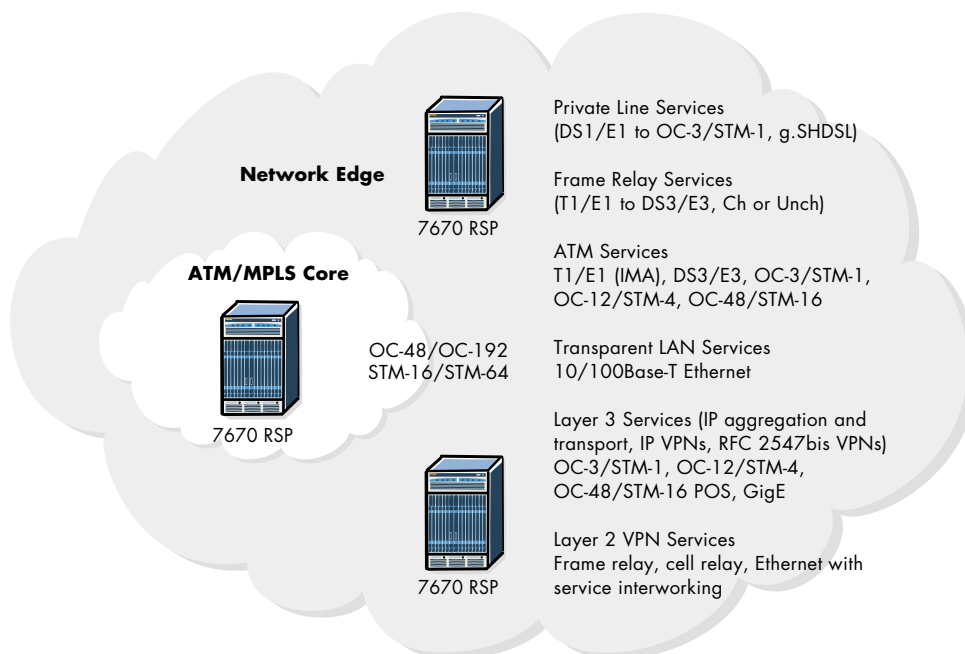 Network Edge
7670 RSP
ATM/MPLS Core
7670 RSP
OC-48/OC-192
STM-16/STM-64
7670 RSP
Private Line Services
(DS1/E1 to OC-3/STM-1, g.SHDSL)
Frame Relay Services
(T1/E1 to DS3/E3, Ch or Unch)
ATM Services
T1/E1 (IMA), DS3/E3, OC-3/STM-1,
OC-12/STM-4, OC-48/STM-16
Transparent LAN Services
10/100Base-T Ethernet
Layer 3 Services (IP aggregation and
transport, IP VPNs, RFC 2547bis VPNs)
OC-3/STM-1, OC-12/STM-4,
OC-48/STM-16 POS, GigE
Layer 2 VPN Services
Frame relay, cell relay, Ethernet with
service interworking